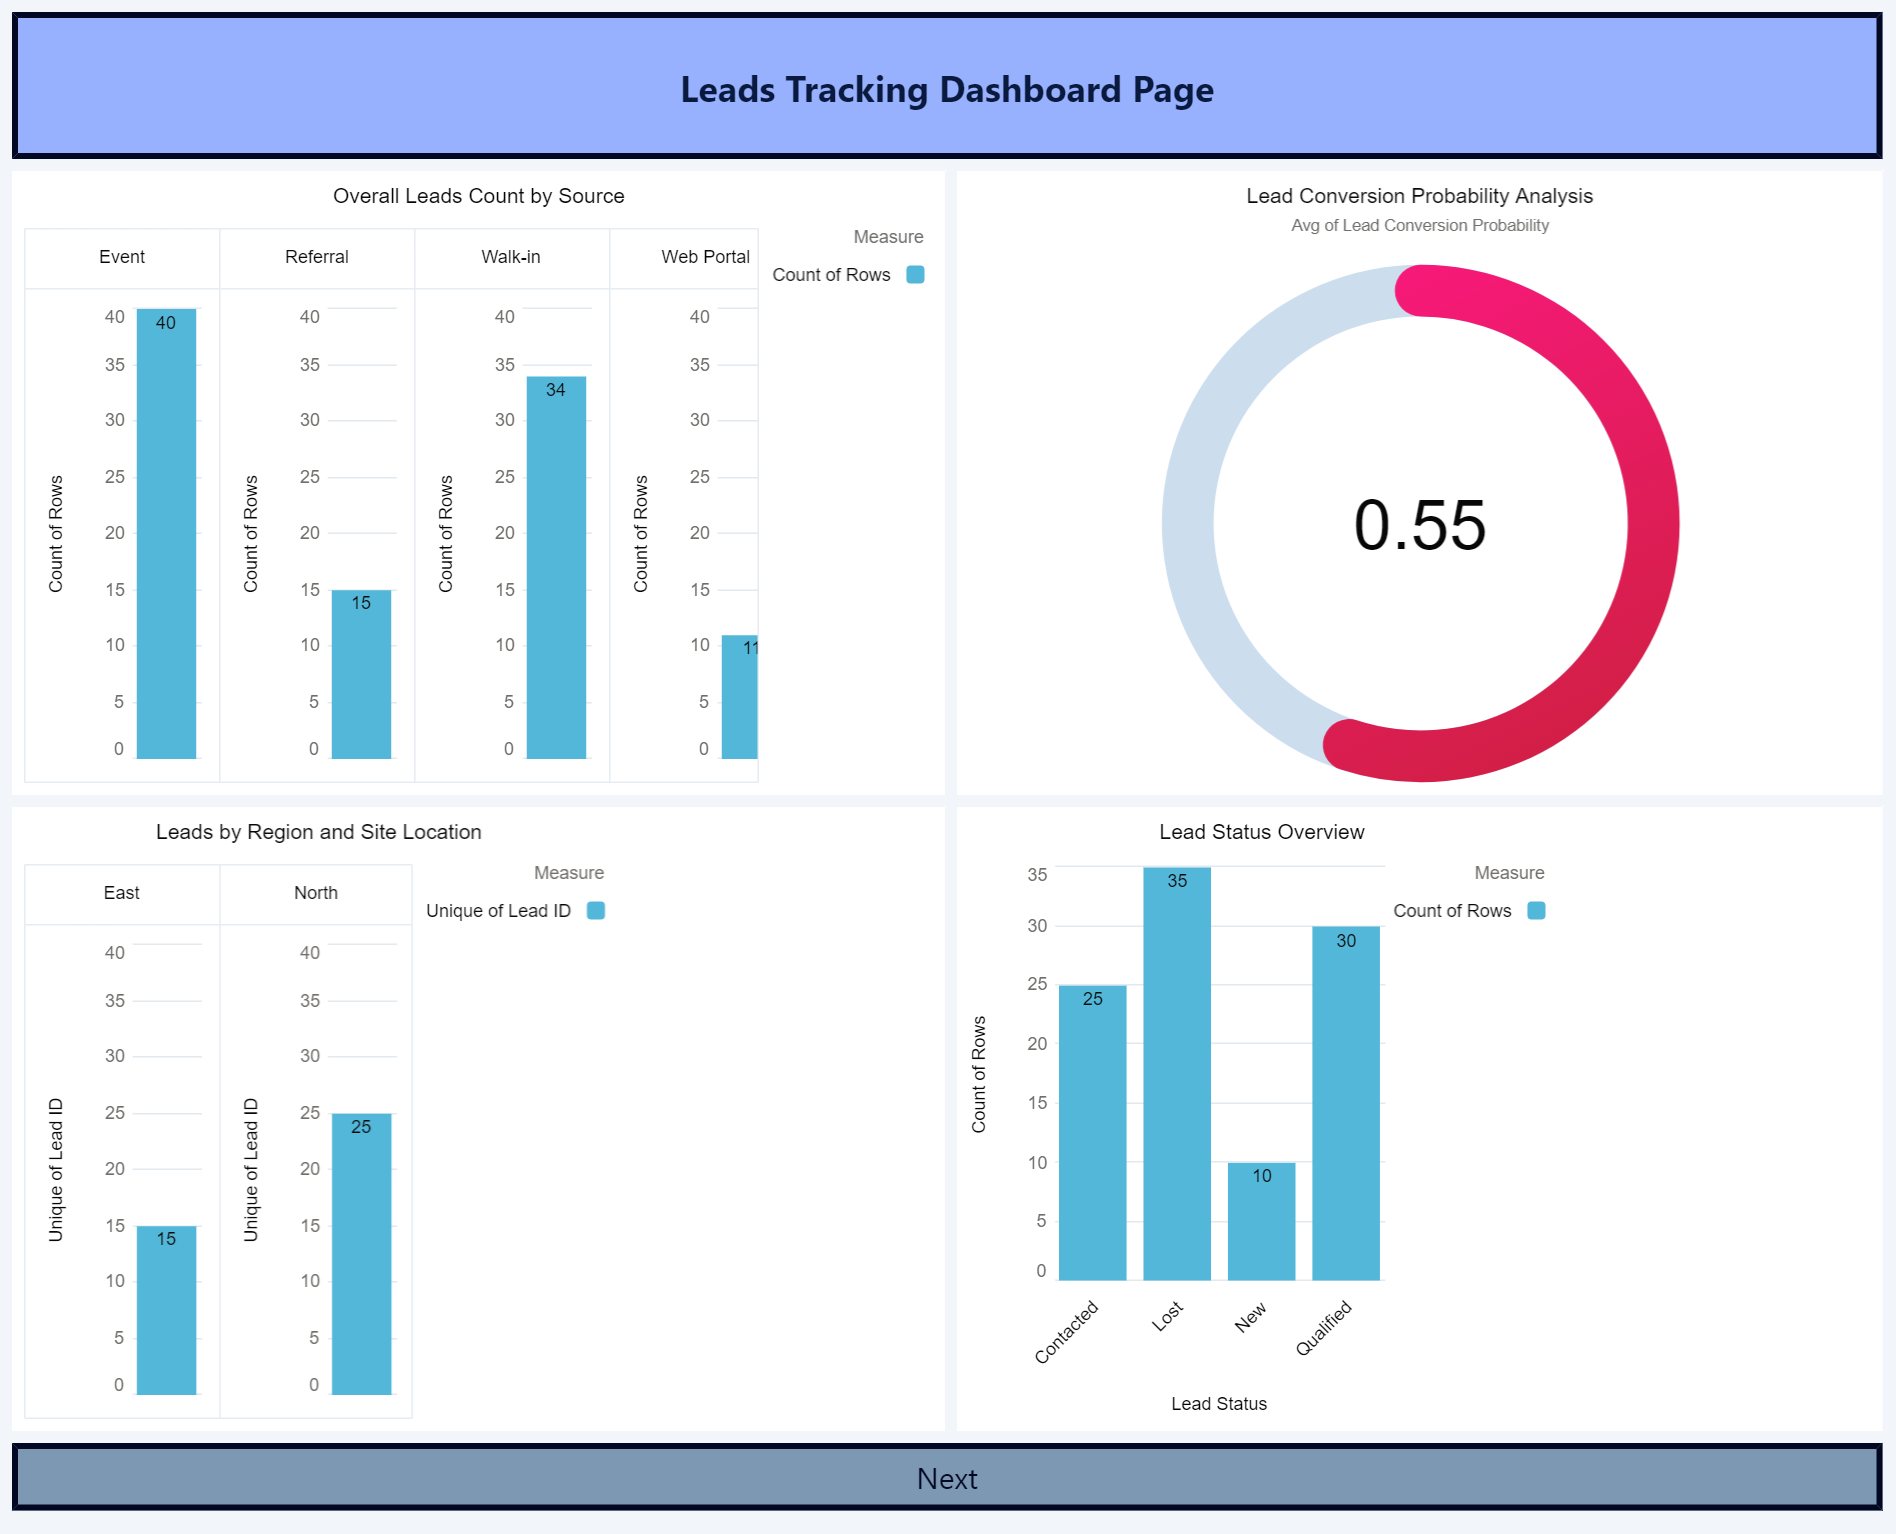 Leads Tracking Dashboard Page
Overall Leads Count by Source
Event
Referral
Walk-in
Web Portal
Measure
Count of Rows
Count of Rows
40
35
30
25
20
15
10
5
0
40
Count of Rows
40
35
30
25
20
15
10
5
0
15
Count of Rows
40
35
30
25
20
15
10
5
0
34
Count of Rows
40
35
30
25
20
15
10
5
0
11
Lead Conversion Probability Analysis
Avg of Lead Conversion Probability
0.55
Leads by Region and Site Location
East
North
Measure
Unique of Lead ID
Unique of Lead ID
40
35
30
25
20
15
10
5
0
15
Unique of Lead ID
40
35
30
25
20
15
10
5
0
25
Lead Status Overview
Measure
Count of Rows
Count of Rows
35
30
25
20
15
10
5
0
25
35
10
30
Contacted
Lost
New
Qualified
Lead Status
Next